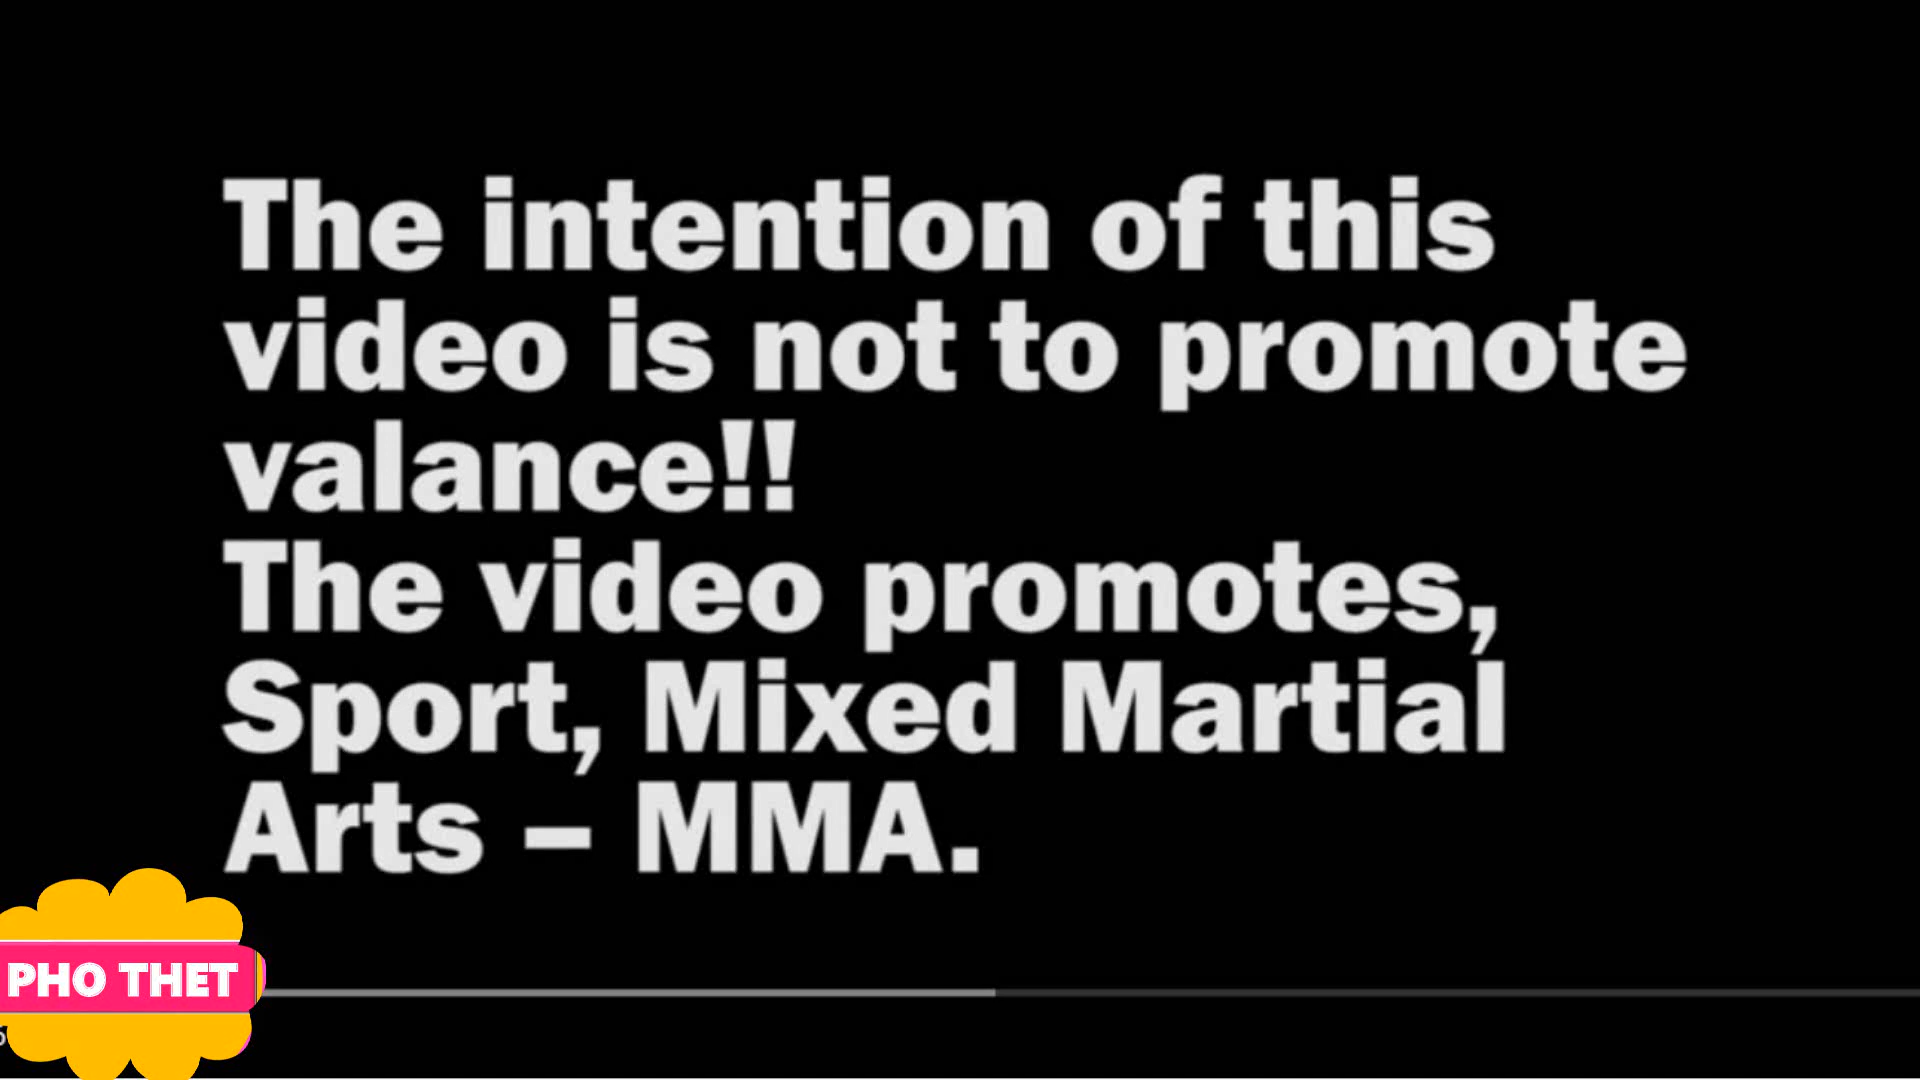 The intention of this
video is not to promote
valance!!
The video promotes,
Sport, Mixed Martial
Arts – MMA.
PHO THET